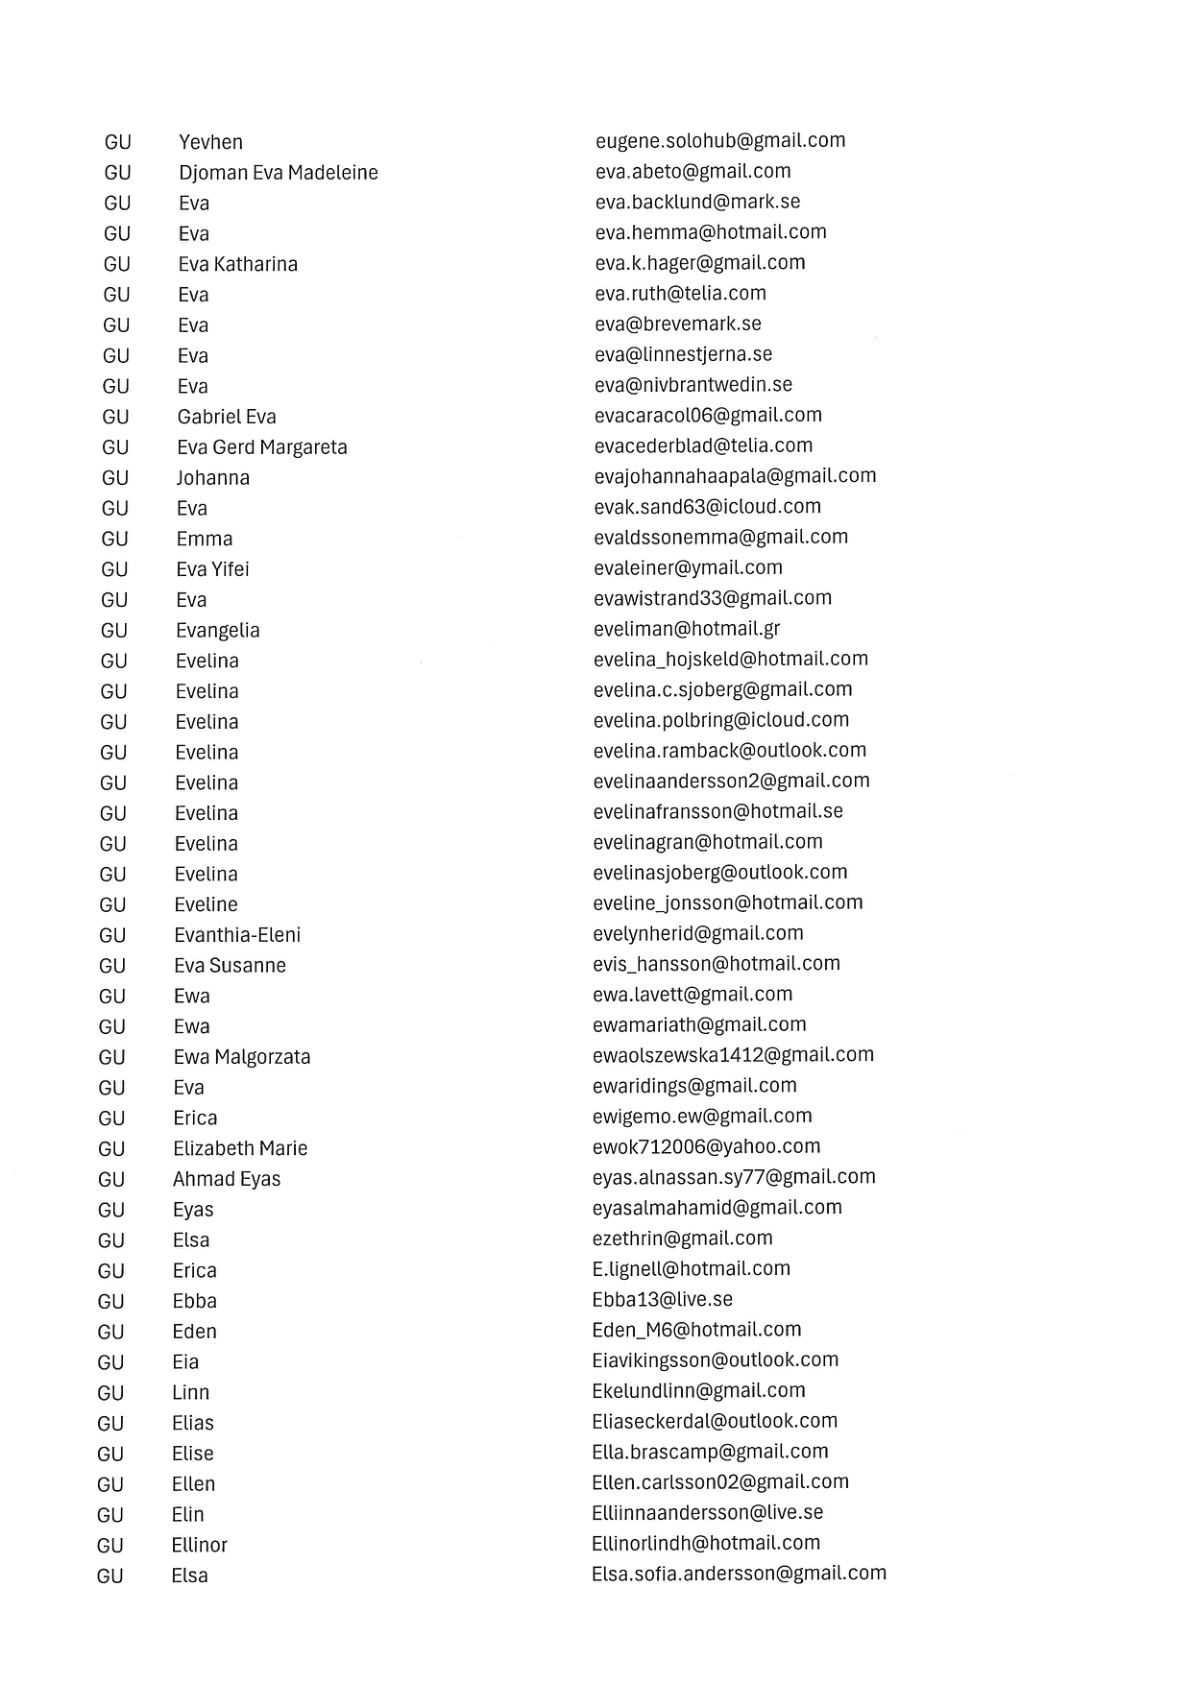 GU Yevhen eugene.solohub@gmail.com
GU Djoman Eva Madeleine eva.abeto@gmail.com
GU Eva eva.backlund@mark.se
GU Eva eva.hemma@hotmail.com
GU Eva Katharina eva.k.hager@gmail.com
GU Eva eva.ruth@telia.com
GU Eva eva@brevemark.se
GU Eva eva@linnestjerna.se
GU Eva eva@nivbrantwedin.se
GU Gabriel Eva evacaracol06@gmail.com
GU Eva Gerd Margareta evacederblad@telia.com
GU Johanna evajohannahaapala@gmail.com
GU Eva evak.sand63@icloud.com
GU Emma evaldssonemma@gmail.com
GU Eva Yifei evaleiner@ymail.com
GU Eva evawistrand33@gmail.com
GU Evangelia eveliman@hotmail.gr
GU Evelina evelina_hojskeld@hotmail.com
GU Evelina evelina.c.sjoberg@gmail.com
GU Evelina evelina.polbring@icloud.com
GU Evelina evelina.ramback@outlook.com
GU Evelina evelinaandersson2@gmail.com
GU Evelina evelinafransson@hotmail.se
GU Evelina evelinagran@hotmail.com
GU Evelina evelinasjoberg@outlook.com
GU Eveline eveline_jonsson@hotmail.com
GU Evanthia-Eleni evelynherid@gmail.com
GU Eva Susanne evis_hansson@hotmail.com
GU Ewa ewa.lavett@gmail.com
GU Ewa ewamariath@gmail.com
GU Ewa Malgorzata ewaolszewska1412@gmail.com
GU Eva ewaridings@gmail.com
GU Erica ewigemo.ew@gmail.com
GU Elizabeth Marie ewok712006@yahoo.com
GU Ahmad Eyas eyas.alnassan.sy77@gmail.com
GU Eyas eyasalmahamid@gmail.com
GU Elsa ezethrin@gmail.com
GU Erica E.lignell@hotmail.com
GU Ebba Ebba13@live.se
GU Eden Eden_M6@hotmail.com
GU Eia Eiavikingsson@outlook.com
GU Linn Ekelundlinn@gmail.com
GU Elias Eliaseckerdal@outlook.com
GU Elise Ella.brascamp@gmail.com
GU Ellen Ellen.carlsson02@gmail.com
GU Elin Elliinnaandersson@live.se
GU Ellinor Ellinorlindh@hotmail.com
GU Elsa Elsa.sofia.andersson@gmail.com